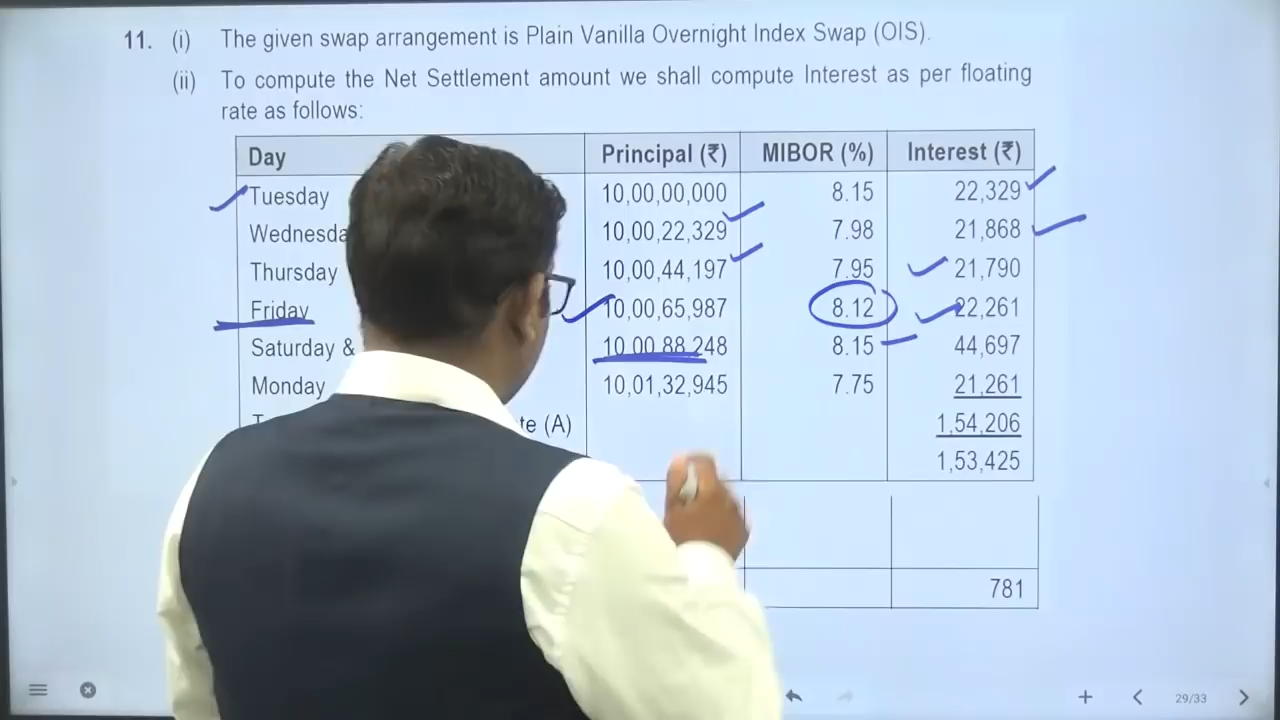 11. (i) The given swap arrangement is Plain Vanilla Overnight Index Swap (OIS).
(ii) To compute the Net Settlement amount we shall compute Interest as per floating
rate as follows:
Day Principal (₹) MIBOR (%) Interest (₹)
Tuesday 10,00,00,000 8.15 22,329
10,00,22,329 7.98 21,868
Thursday 10,00,44,197 7.95 21,790
Friday 10,00,65,987 8.12 22,261
Saturday & 10,00,88,248 8.15 44,697
Monday 10,01,32,945 7.75 21,261
(A) 1,54,206
1,53,425
781
29/33